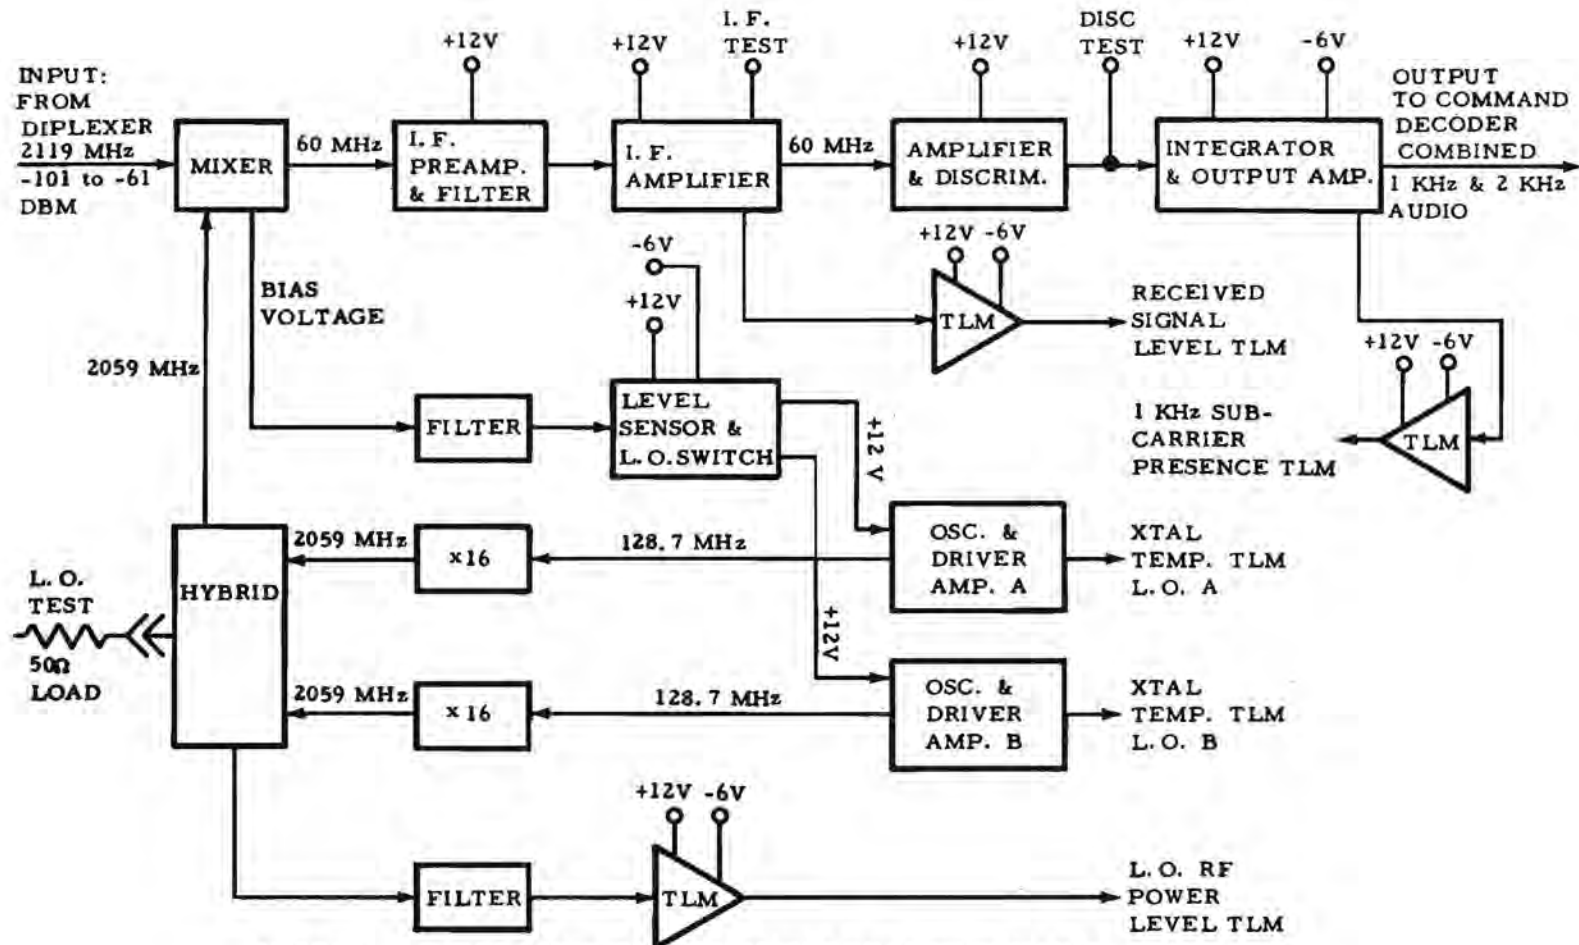 I. F.
TEST
DISC
TEST
+12V
+12V
+12V
+12V
-6V
INPUT:
FROM
DIPLEXER
2119 MHz
-101 to -61
DBM
MIXER
60 MHz
I. F.
PREAMP.
& FILTER
I. F.
AMPLIFIER
60 MHz
AMPLIFIER
& DISCRIM.
INTEGRATOR
& OUTPUT AMP.
OUTPUT
TO COMMAND
DECODER
COMBINED
1 KHz & 2 KHz
AUDIO
BIAS
VOLTAGE
-6V
+12V
+12V
-6V
TLM
RECEIVED
SIGNAL
LEVEL TLM
2059 MHz
+12V
-6V
TLM
1 KHz SUB-
CARRIER
PRESENCE TLM
FILTER
LEVEL
SENSOR &
L. O. SWITCH
+12 V
+12V
HYBRID
2059 MHz
x16
128. 7 MHz
OSC. &
DRIVER
AMP. A
XTAL
TEMP. TLM
L. O. A
L. O.
TEST
50Ω
LOAD
2059 MHz
x 16
128. 7 MHz
OSC. &
DRIVER
AMP. B
XTAL
TEMP. TLM
L. O. B
+12V
-6V
FILTER
TLM
L. O. RF
POWER
LEVEL TLM